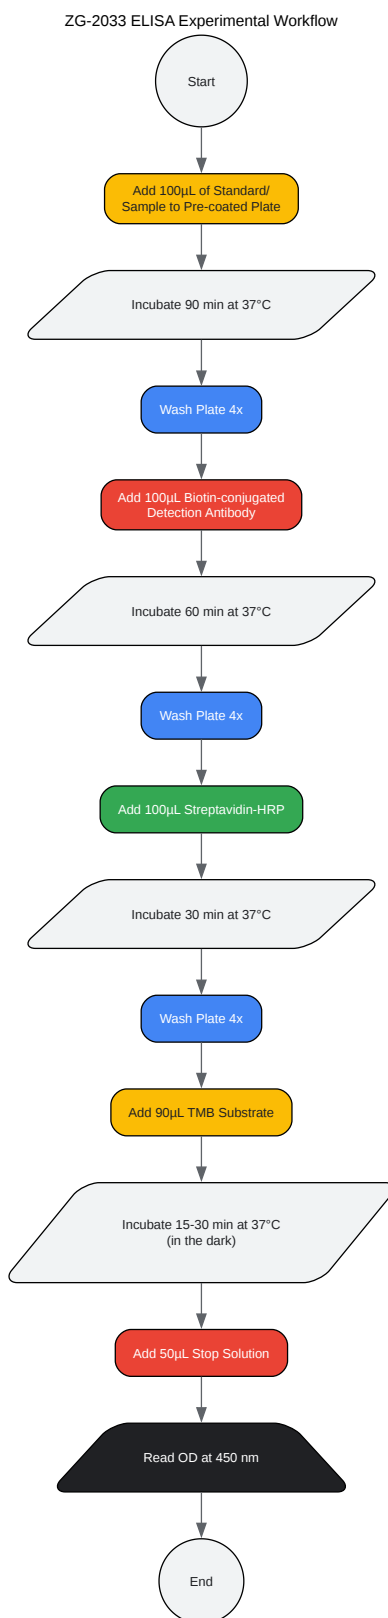 ZG-2033 ELISA Experimental Workflow
Start
Add 100µL of Standard/
Sample to Pre-coated Plate
Incubate 90 min at 37°C
Wash Plate 4x
Add 100µL Biotin-conjugated
Detection Antibody
Incubate 60 min at 37°C
Wash Plate 4x
Add 100µL Streptavidin-HRP
Incubate 30 min at 37°C
Wash Plate 4x
Add 90µL TMB Substrate
Incubate 15-30 min at 37°C
(in the dark)
Add 50µL Stop Solution
Read OD at 450 nm
End